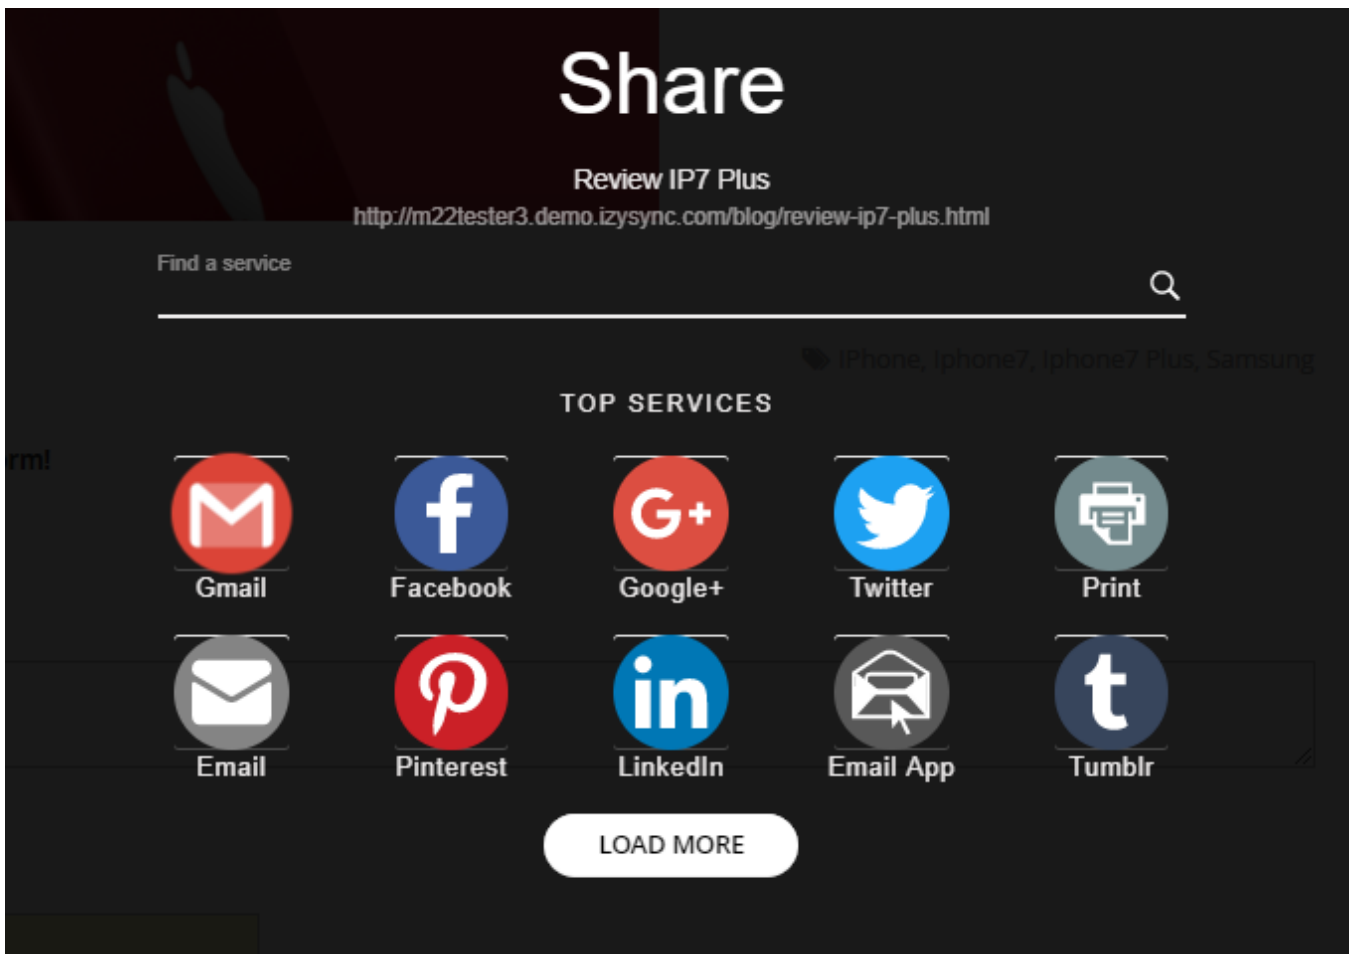 Share
Review IP7 Plus
http://m22tester3.demo.izysync.com/blog/review-ip7-plus.html
Find a service
IPhone, Iphone7, Iphone7 Plus, Samsung
TOP SERVICES
rm!
Gmail Facebook Google+ Twitter Print
Email Pinterest LinkedIn Email App Tumblr
LOAD MORE